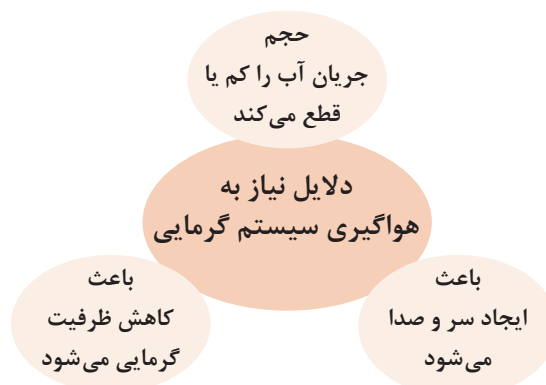 حجم
جریان آب را کم یا
قطع می‌کند
دلایل نیاز به
هواگیری سیستم گرمایی
باعث
ایجاد سر و صدا
می‌شود
باعث
کاهش ظرفیت
گرمایی می‌شود